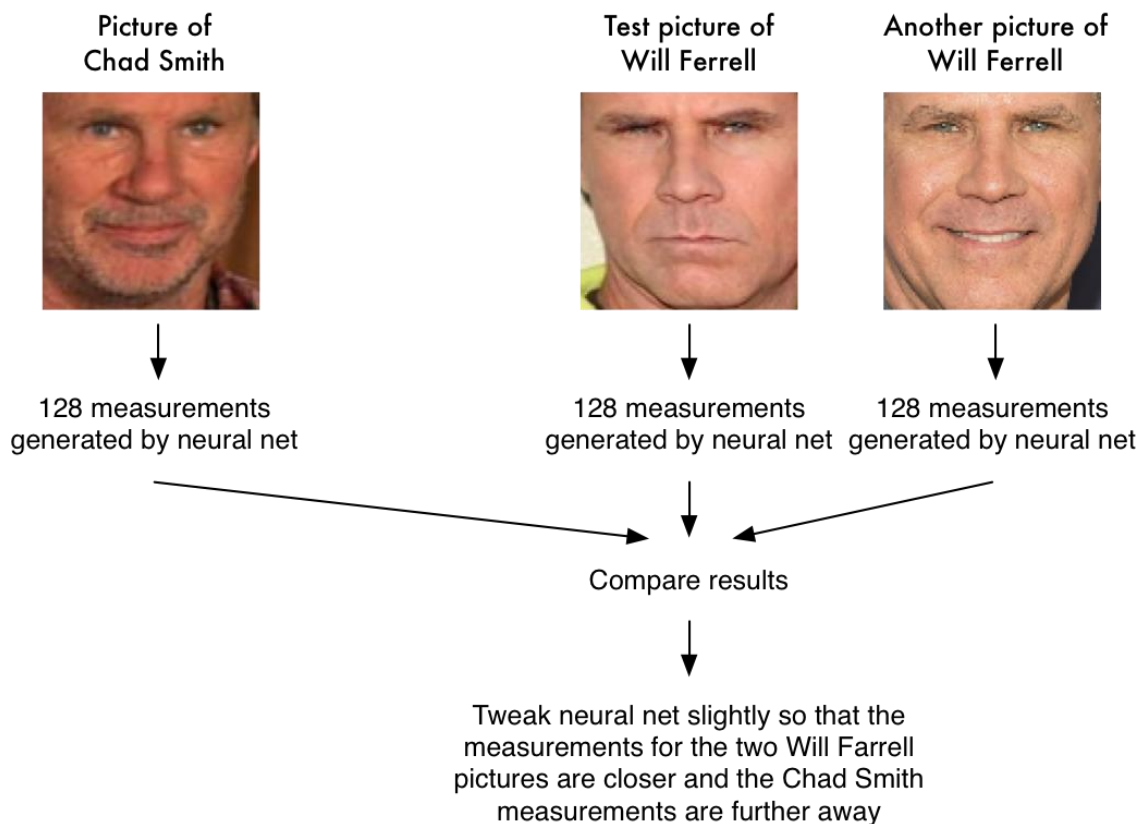 Picture of
Chad Smith
Test picture of
Will Ferrell
Another picture of
Will Ferrell
128 measurements
generated by neural net
128 measurements
generated by neural net
128 measurements
generated by neural net
Compare results
Tweak neural net slightly so that the
measurements for the two Will Farrell
pictures are closer and the Chad Smith
measurements are further away